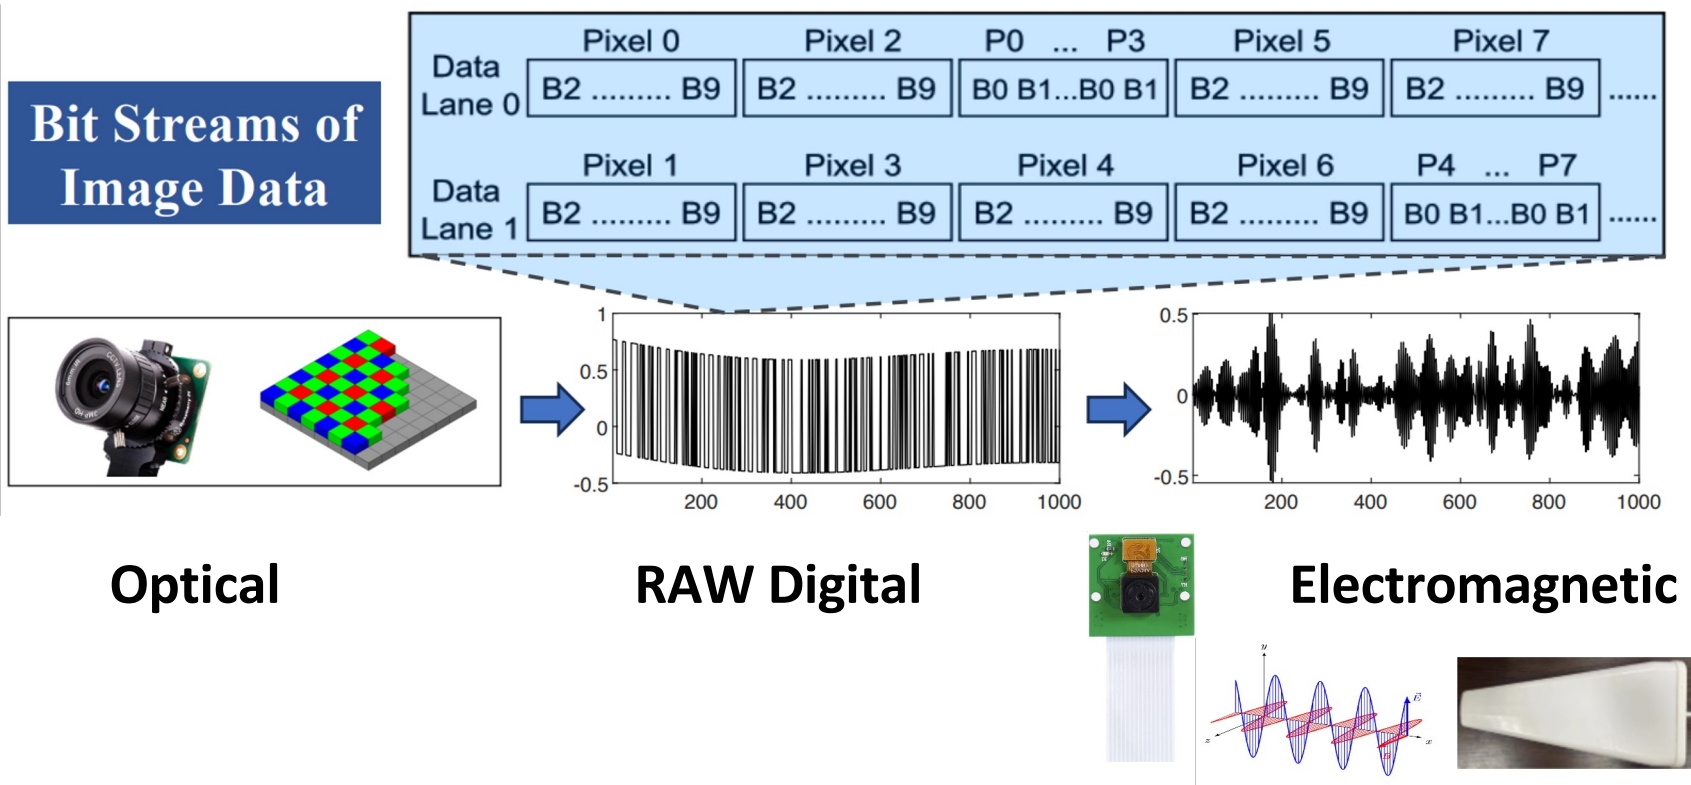 Bit Streams of
Image Data
Data
Lane 0
Pixel 0 Pixel 2 P0 ... P3 Pixel 5 Pixel 7
B2 ......... B9 B2 ......... B9 B0 B1...B0 B1 B2 ......... B9 B2 ......... B9 ......
Data
Lane 1
Pixel 1 Pixel 3 Pixel 4 Pixel 6 P4 ... P7
B2 ......... B9 B2 ......... B9 B2 ......... B9 B2 ......... B9 B0 B1...B0 B1 ......
1
0.5
0
-0.5
200 400 600 800 1000
0.5
0
-0.5
200 400 600 800 1000
Optical
RAW Digital
Electromagnetic
y
E
z
x
B